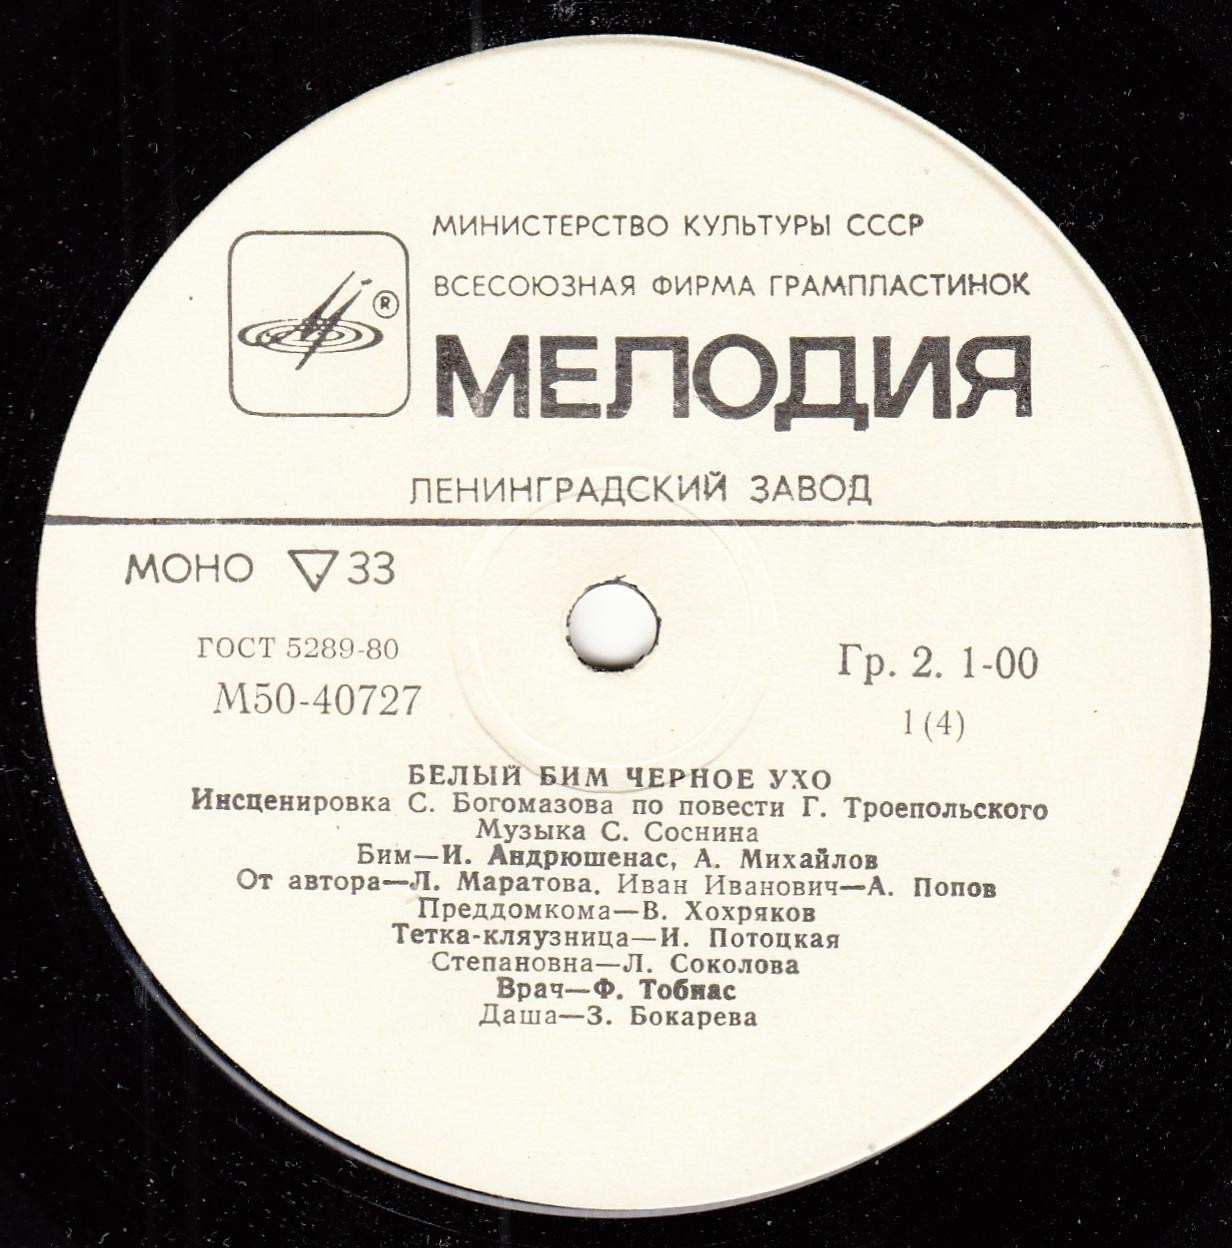 МИНИСТЕРСТВО КУЛЬТУРЫ СССР
ВСЕСОЮЗНАЯ ФИРМА ГРАМПЛАСТИНОК
®
МЕЛОДИЯ
ЛЕНИНГРАДСКИЙ ЗАВОД
МОНО ▽ 33
ГОСТ 5289-80
М50-40727
Гр. 2. 1-00
1 (4)
БЕЛЫЙ БИМ ЧЕРНОЕ УХО
Инсценировка С. Богомазова по повести Г. Троепольского
Музыка С. Соснина
Бим—И. Андрюшенас, А. Михайлов
От автора—Л. Маратова. Иван Иванович—А. Попов
Преддомкома—В. Хохряков
Тетка-кляузница—И. Потоцкая
Степановна—Л. Соколова
Врач—Ф. Тобиас
Даша—З. Бокарева